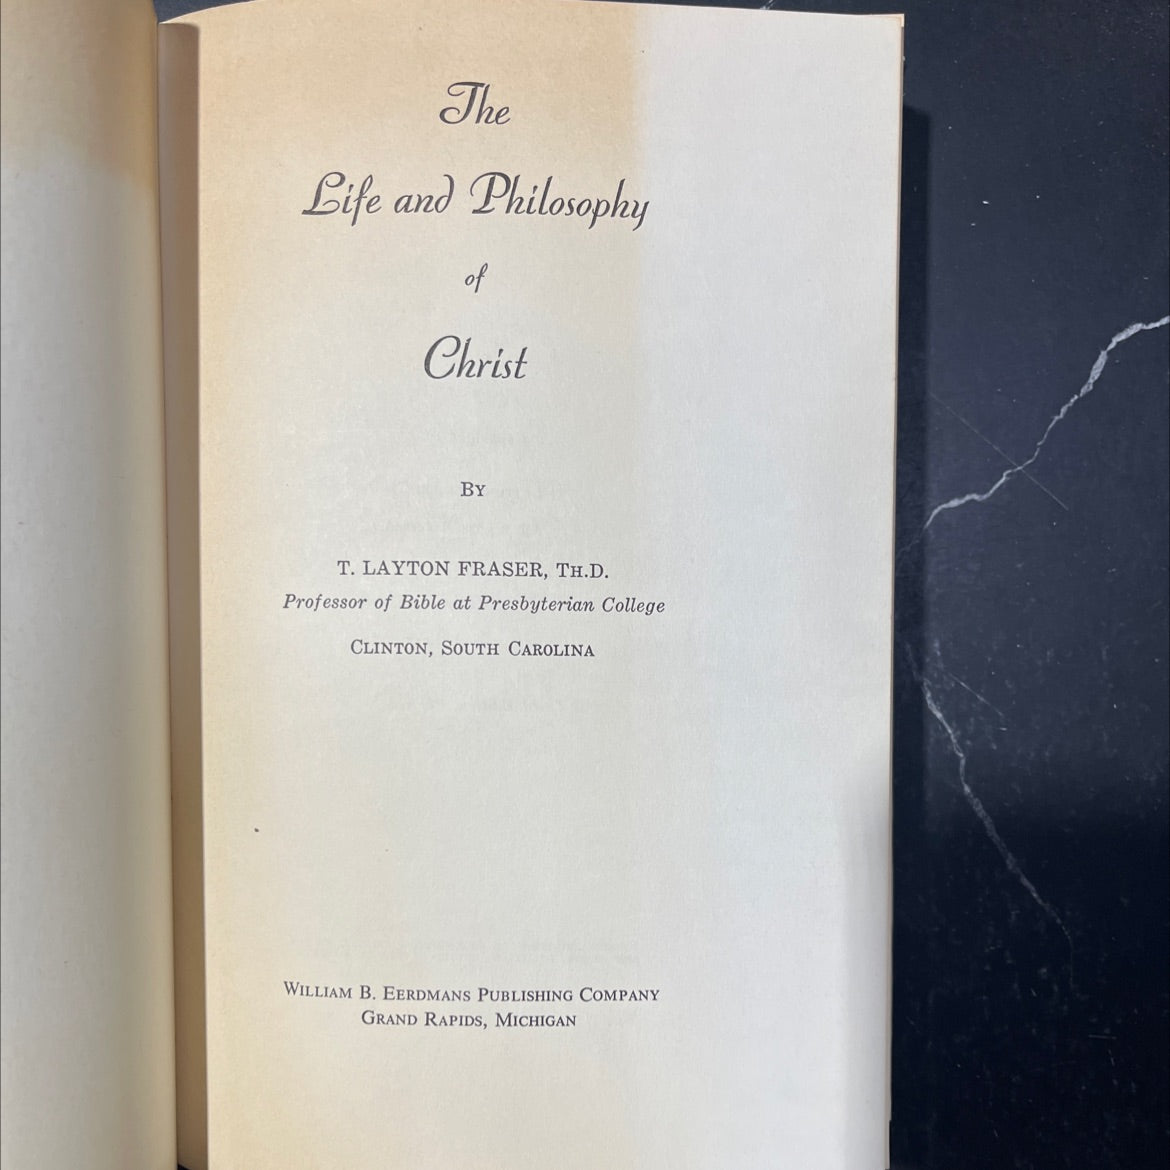 The
Life and Philosophy
of
Christ
By
T. LAYTON FRASER, TH.D.
Professor of Bible at Presbyterian College
CLINTON, SOUTH CAROLINA
WILLIAM B. EERDMANS PUBLISHING COMPANY
GRAND RAPIDS, MICHIGAN